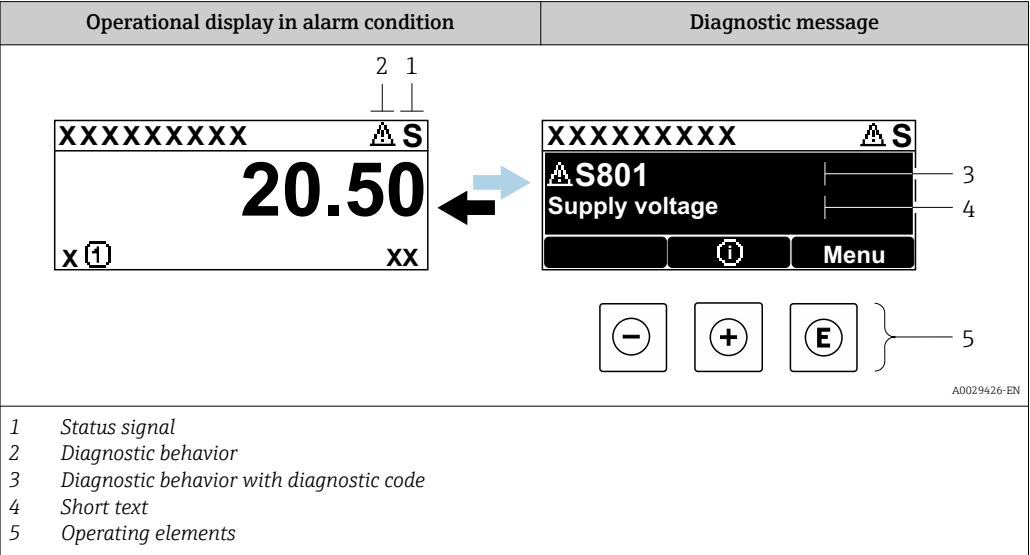 Operational display in alarm condition
Diagnostic message
2 1
XXXXXXXXX ⚠ S
20.50
x ① xx
XXXXXXXXX ⚠ S
⚠S801
Supply voltage
ⓘ Menu
3
4
− + E
5
A0029426-EN
1 Status signal
2 Diagnostic behavior
3 Diagnostic behavior with diagnostic code
4 Short text
5 Operating elements